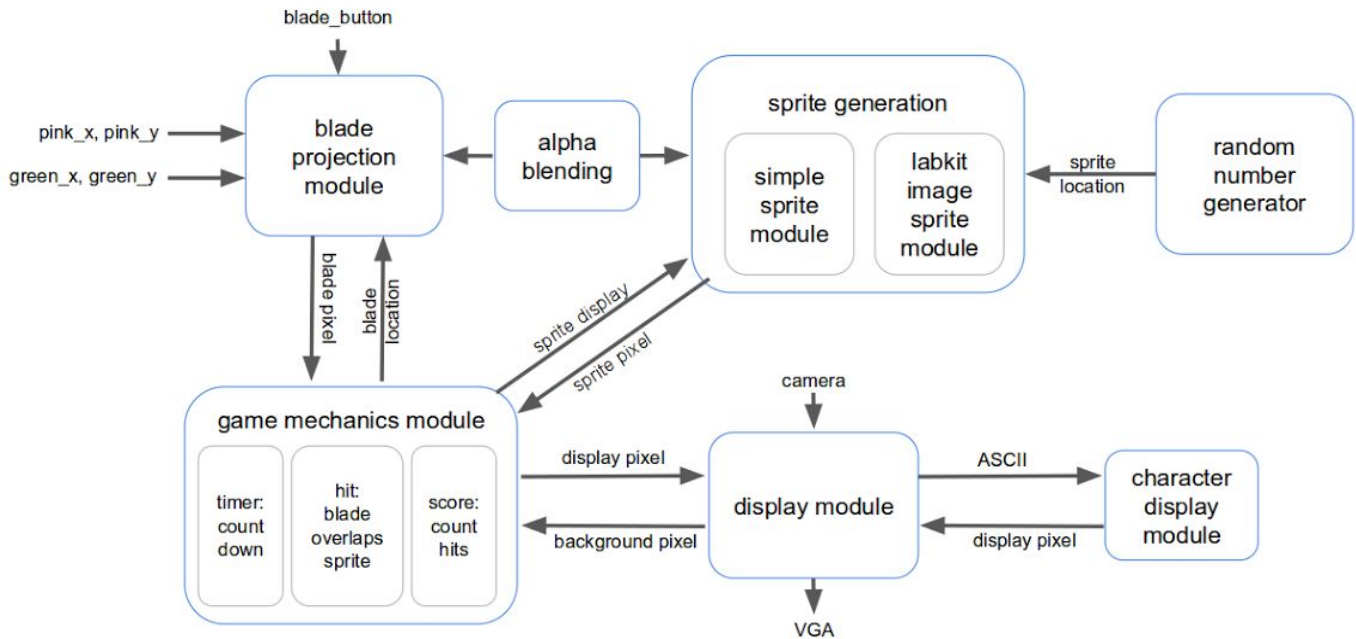 blade_button
pink_x, pink_y
green_x, green_y
blade
projection
module
alpha
blending
sprite generation
simple
sprite
module
labkit
image
sprite
module
sprite
location
random
number
generator
blade pixel
blade
location
sprite display
sprite pixel
game mechanics module
timer:
count
down
hit:
blade
overlaps
sprite
score:
count
hits
display pixel
background pixel
camera
display module
VGA
ASCII
display pixel
character
display
module